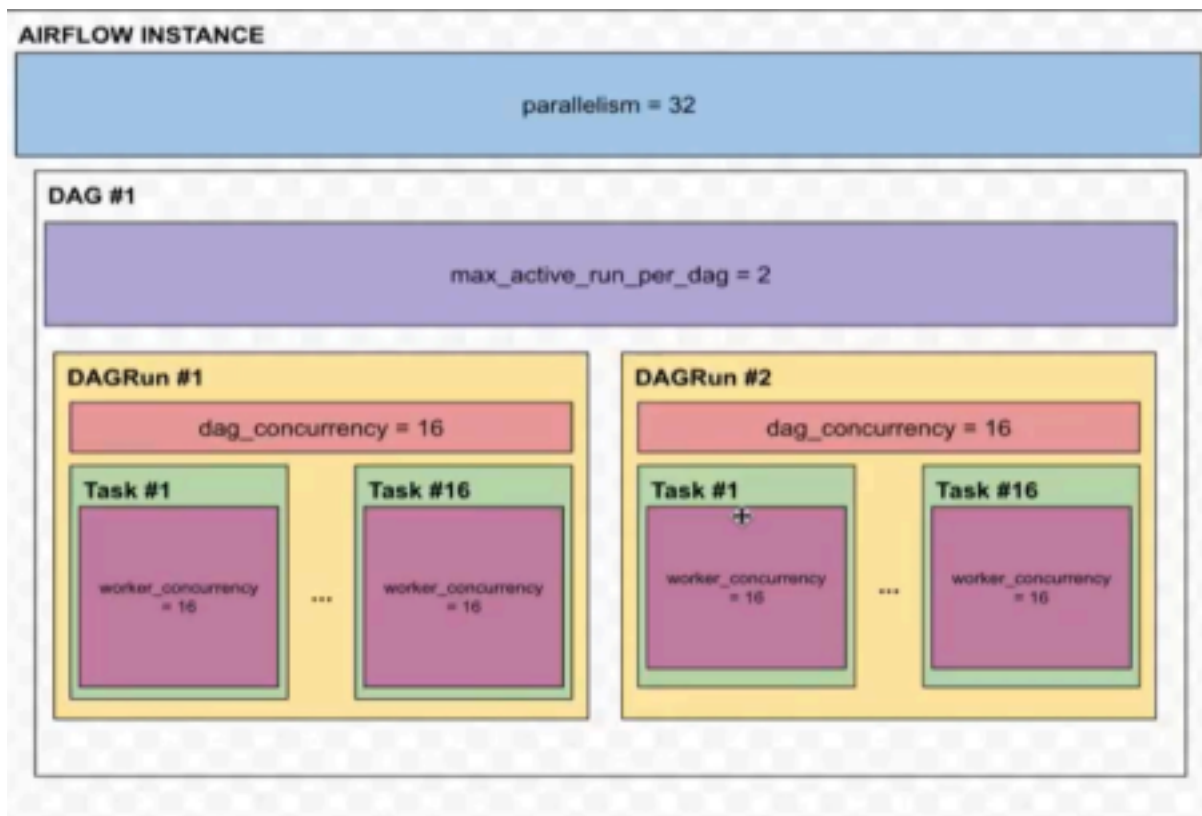 AIRFLOW INSTANCE
parallelism = 32
DAG #1
max_active_run_per_dag = 2
DAGRun #1
dag_concurrency = 16
Task #1
worker_concurrency
= 16
...
Task #16
worker_concurrency
= 16
DAGRun #2
dag_concurrency = 16
Task #1
worker_concurrency
= 16
...
Task #16
worker_concurrency
= 16